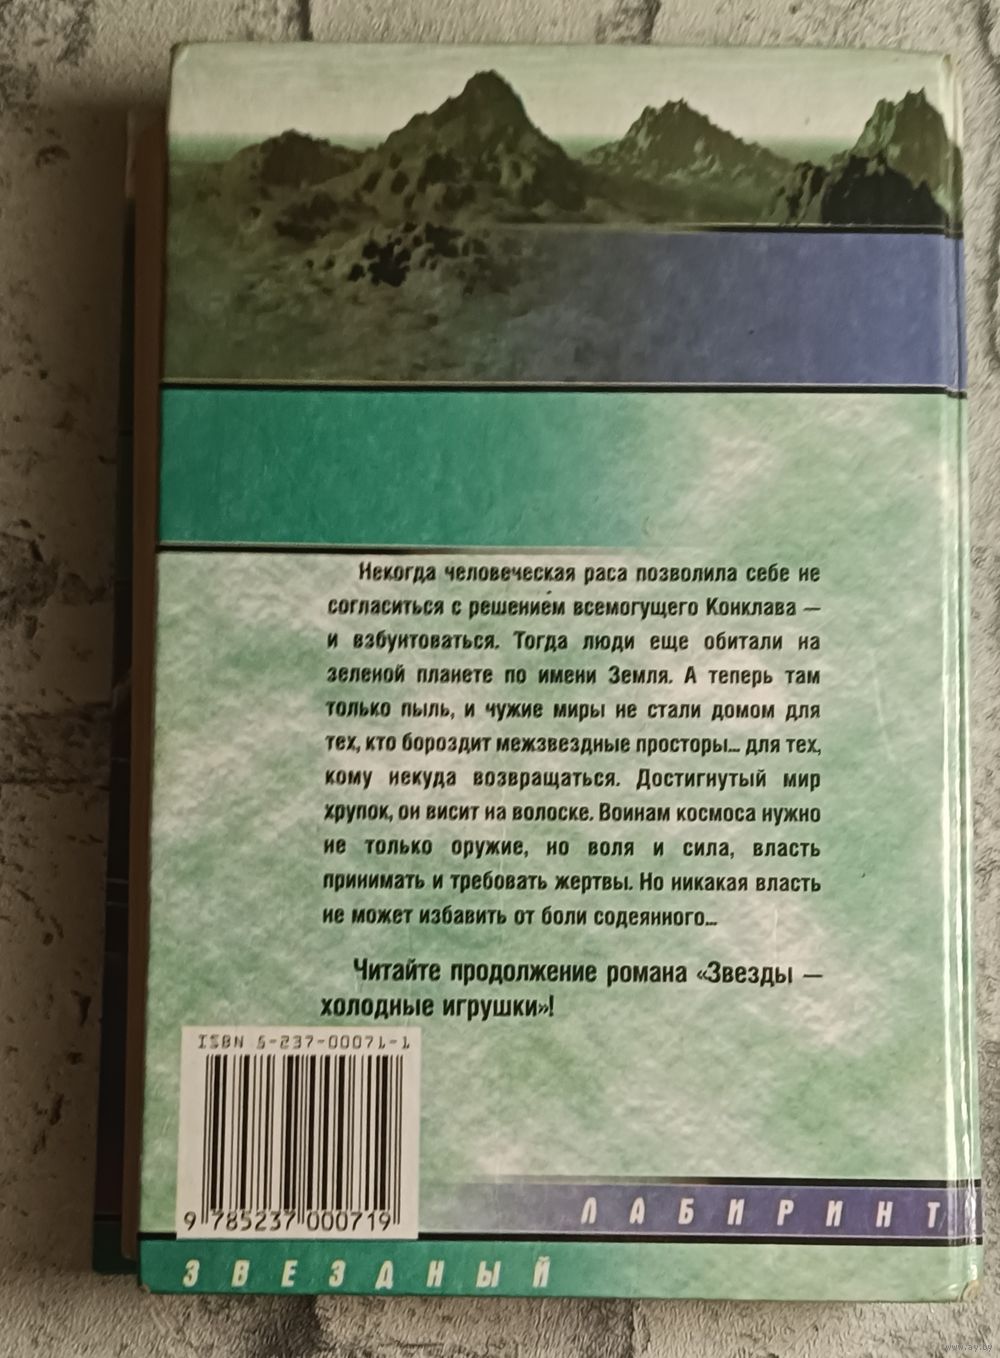 Некогда человеческая раса позволила себе не
согласиться с решением всемогущего Конклава —
и взбунтоваться. Тогда люди еще обитали на
зеленой планете по имени Земля. А теперь там
только пыль, и чужие миры не стали домом для
тех, кто бороздит межзвездные просторы... для тех,
кому некуда возвращаться. Достигнутый мир
хрупок, он висит на волоске. Воинам космоса нужно
не только оружие, но воля и сила, власть
принимать и требовать жертвы. Но никакая власть
не может избавить от боли содеянного...
Читайте продолжение романа «Звезды —
холодные игрушки»!
ISBN 5-237-00071-1
9 785237 000719
ЛАБИРИНТ
ЗВЕЗДНЫЙ
www.ay.by